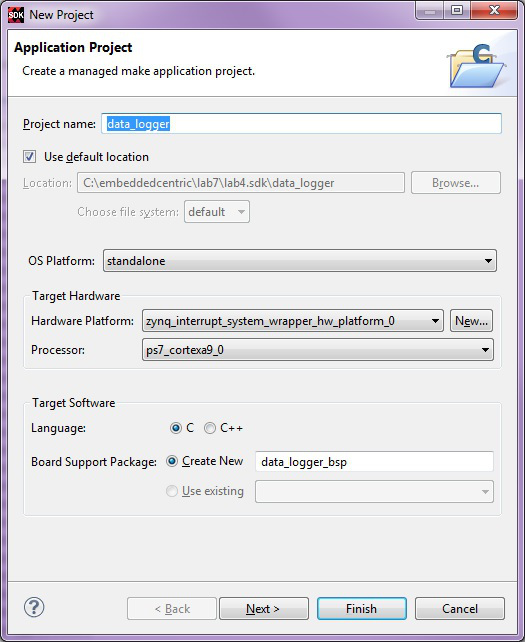 SDK New Project
Application Project
Create a managed make application project.
C
Project name: data_logger
Use default location
Location: C:\embeddedcentric\lab7\lab4.sdk\data_logger Browse...
Choose file system: default
OS Platform: standalone
Target Hardware
Hardware Platform: zynq_interrupt_system_wrapper_hw_platform_0 New...
Processor: ps7_cortexa9_0
Target Software
Language: C C++
Board Support Package: Create New data_logger_bsp
Use existing
? < Back Next > Finish Cancel